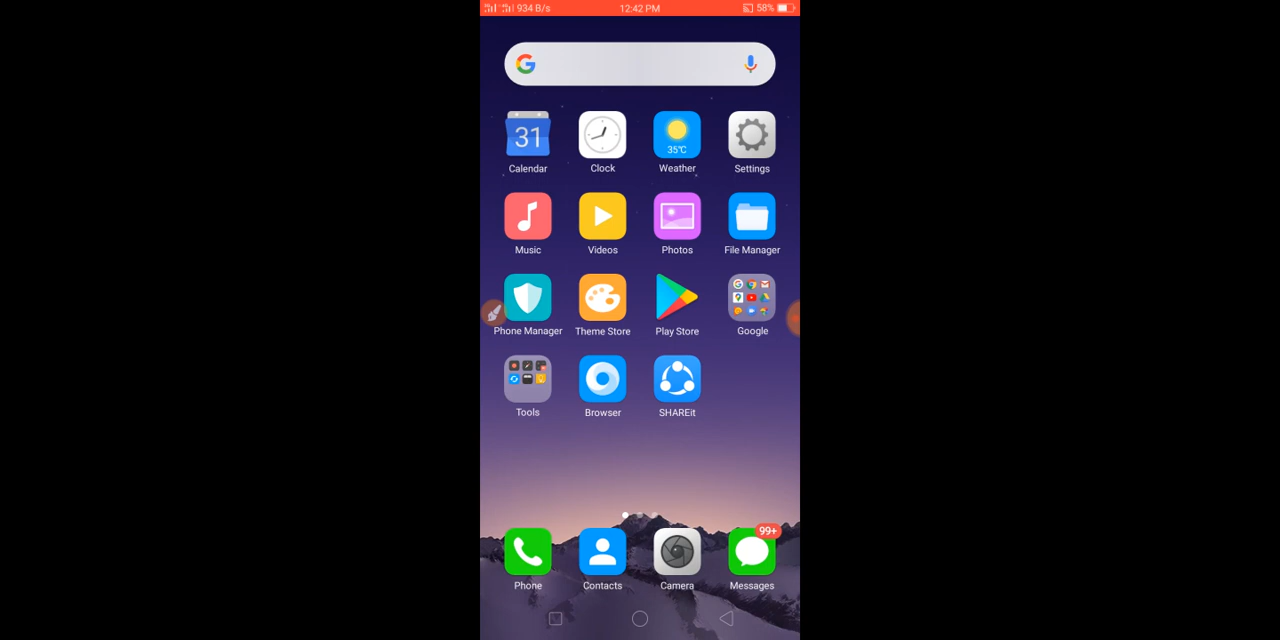 934 B/s 12:42 PM 58%
31 35℃
Calendar Clock Weather Settings
Music Videos Photos File Manager
Phone Manager Theme Store Play Store Google
Tools Browser SHAREit
99+
Phone Contacts Camera Messages